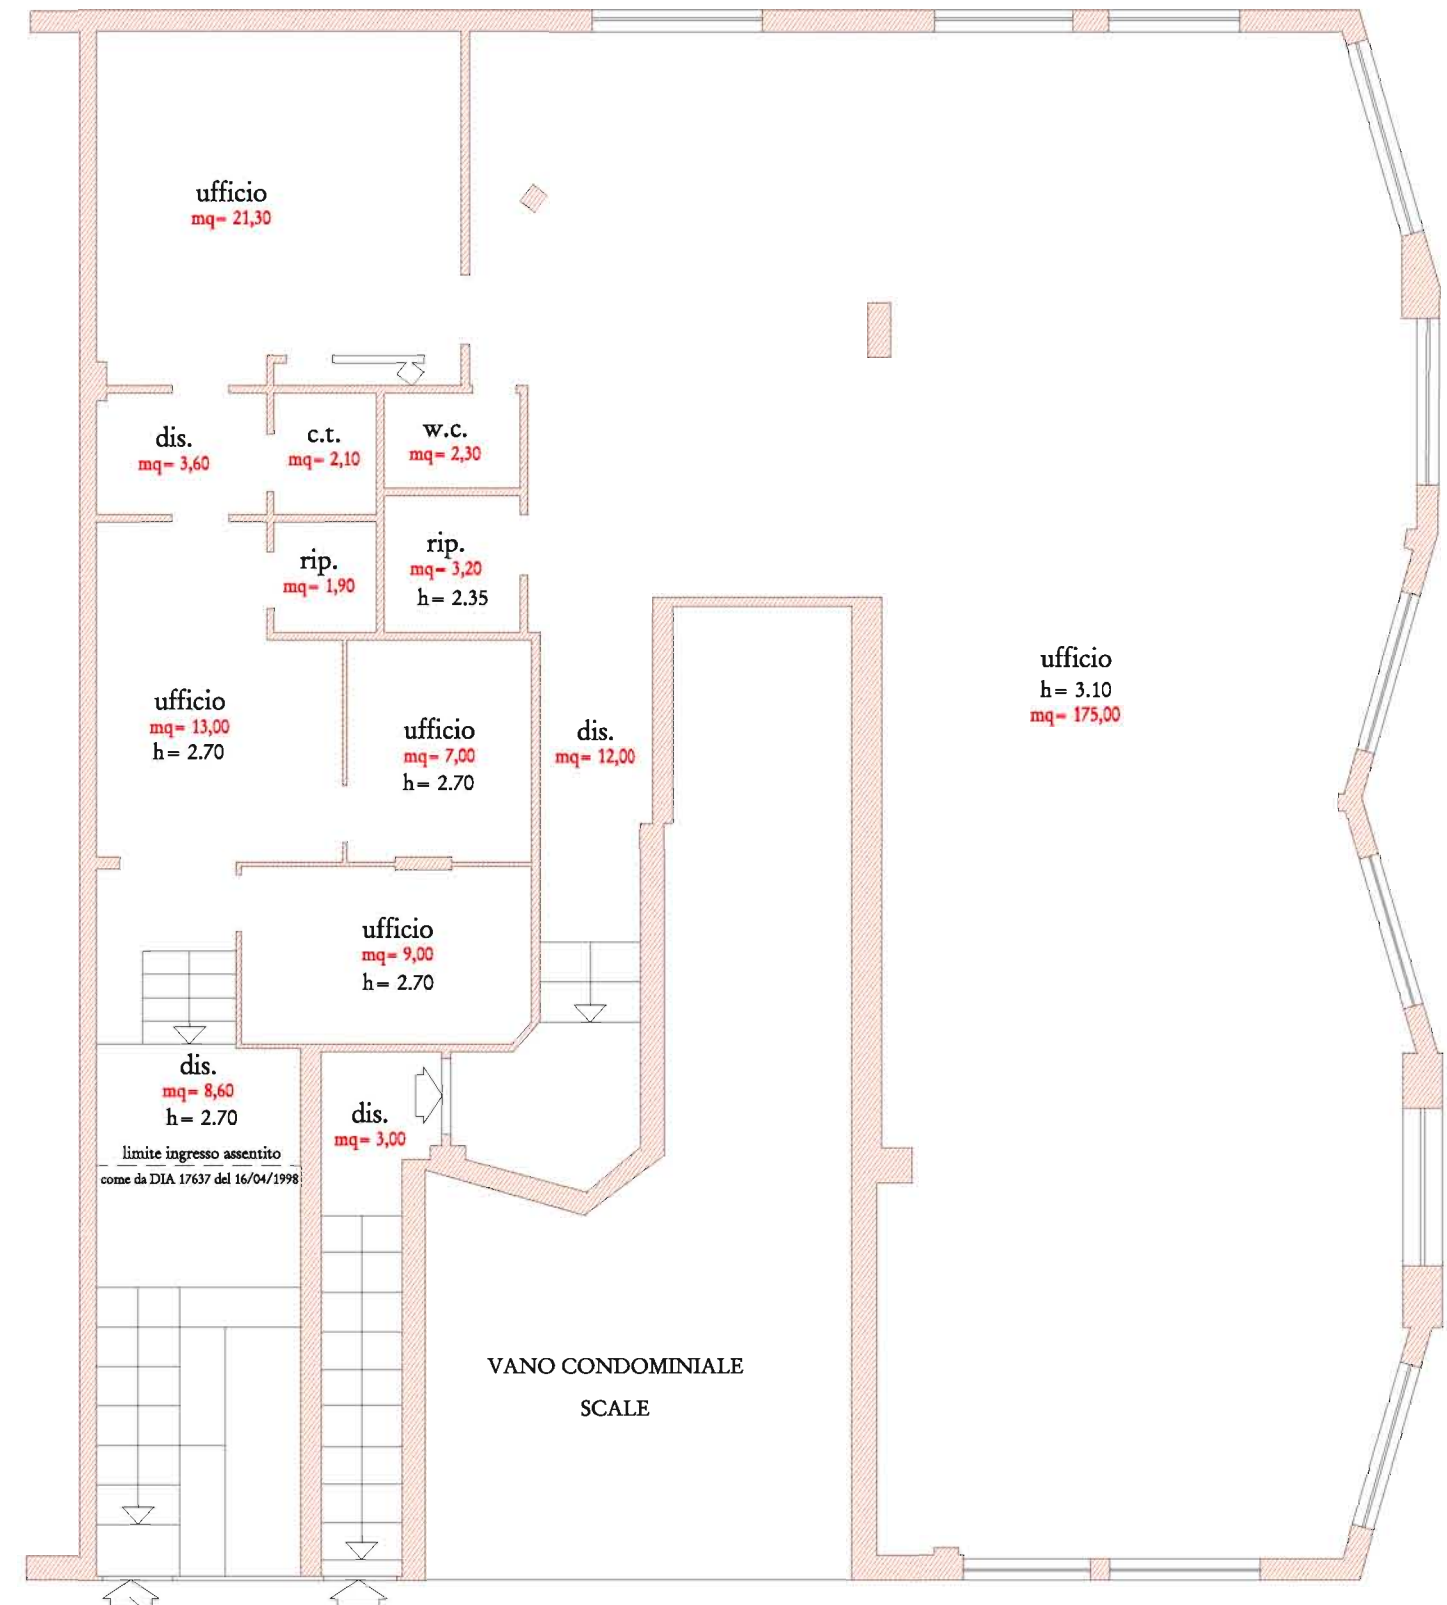 ufficio
mq= 21,30
dis.
mq= 3,60
c.t.
mq= 2,10
w.c.
mq= 2,30
rip.
mq= 1,90
rip.
mq= 3,20
h= 2.35
ufficio
mq= 13,00
h= 2.70
ufficio
mq= 7,00
h= 2.70
dis.
mq= 12,00
ufficio
h= 3.10
mq= 175,00
ufficio
mq= 9,00
h= 2.70
dis.
mq= 8,60
h= 2.70
limite ingresso assentito
come da DIA 17637 del 16/04/1998
dis.
mq= 3,00
VANO CONDOMINIALE
SCALE